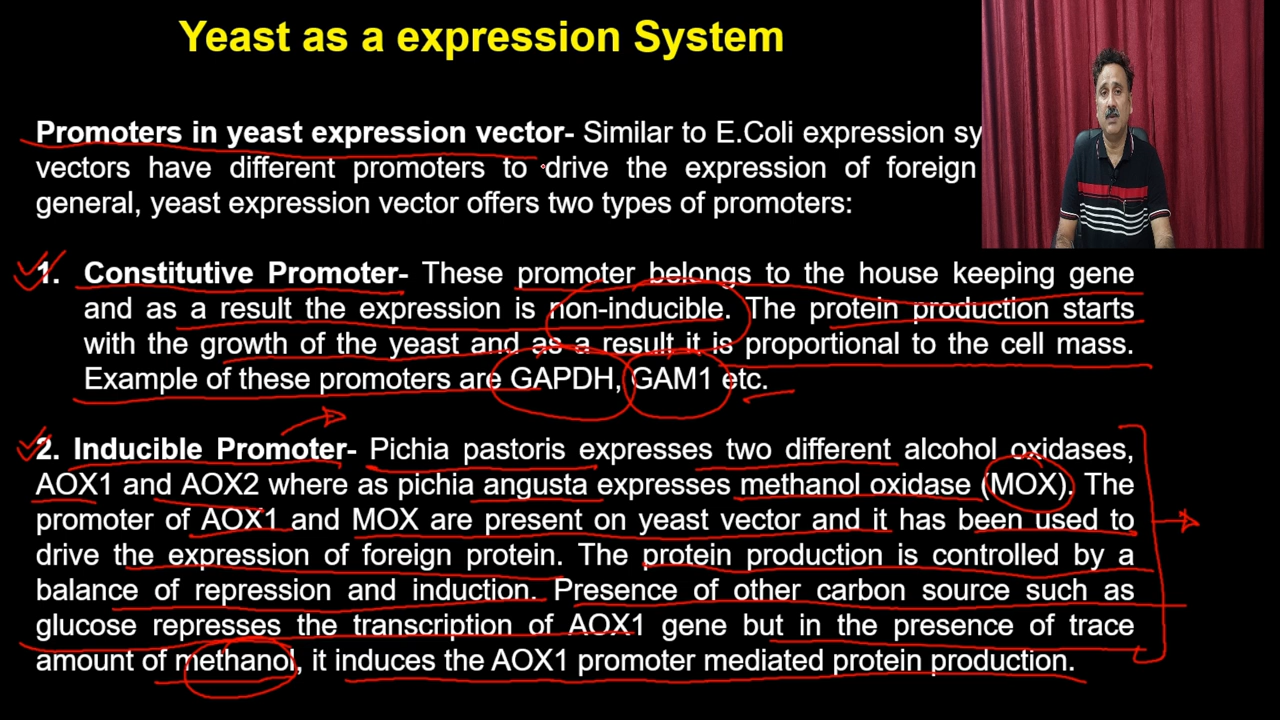 Yeast as a expression System
Promoters in yeast expression vector- Similar to E.Coli expression sy
vectors have different promoters to drive the expression of foreign
general, yeast expression vector offers two types of promoters:
1. Constitutive Promoter- These promoter belongs to the house keeping gene
and as a result the expression is non-inducible. The protein production starts
with the growth of the yeast and as a result it is proportional to the cell mass.
Example of these promoters are GAPDH, GAM1 etc.
2. Inducible Promoter- Pichia pastoris expresses two different alcohol oxidases,
AOX1 and AOX2 where as pichia angusta expresses methanol oxidase (MOX). The
promoter of AOX1 and MOX are present on yeast vector and it has been used to
drive the expression of foreign protein. The protein production is controlled by a
balance of repression and induction. Presence of other carbon source such as
glucose represses the transcription of AOX1 gene but in the presence of trace
amount of methanol, it induces the AOX1 promoter mediated protein production.